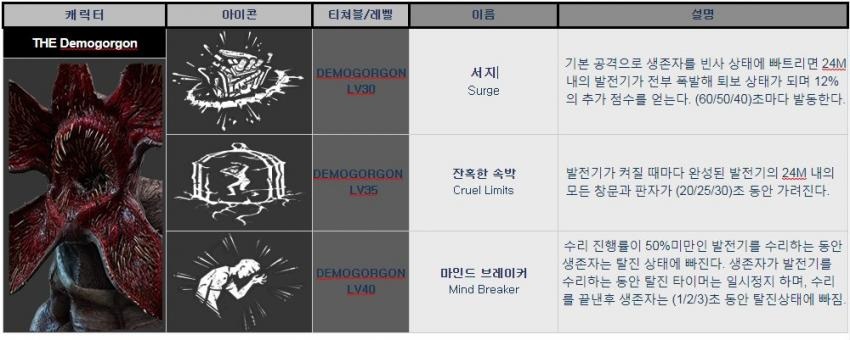 캐릭터 아이콘 티쳐블/레벨 이름 설명
THE Demogorgon
DEMOGORGON
LV30
서지
Surge
기본 공격으로 생존자를 빈사 상태에 빠트리면 24M
내의 발전기가 전부 폭발해 퇴보 상태가 되며 12%
의 추가 점수를 얻는다. (60/50/40)초마다 발동한다.
DEMOGORGON
LV35
잔혹한 속박
Cruel Limits
발전기가 켜질 때마다 완성된 발전기의 24M 내의
모든 창문과 판자가 (20/25/30)초 동안 가려진다.
DEMOGORGON
LV40
마인드 브레이커
Mind Breaker
수리 진행률이 50%미만인 발전기를 수리하는 동안
생존자는 탈진 상태에 빠진다. 생존자가 발전기를
수리하는 동안 탈진 타이머는 일시정지 하며, 수리
를 끝낸후 생존자는 (1/2/3)초 동안 탈진상태에 빠짐.